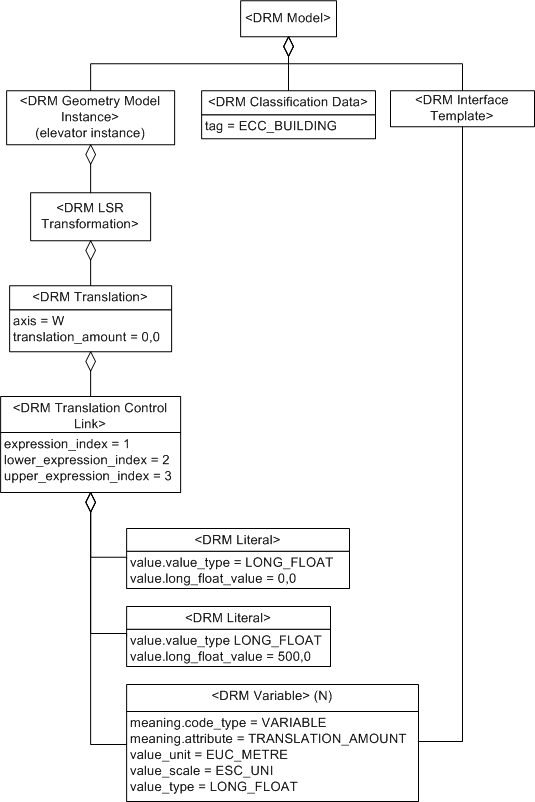 <DRM Model>
<DRM Geometry Model
Instance>
(elevator instance)
<DRM Classification Data>
tag = ECC_BUILDING
<DRM Interface
Template>
<DRM LSR
Transformation>
<DRM Translation>
axis = W
translation_amount = 0,0
<DRM Translation Control
Link>
expression_index = 1
lower_expression_index = 2
upper_expression_index = 3
<DRM Literal>
value.value_type = LONG_FLOAT
value.long_float_value = 0,0
<DRM Literal>
value.value_type LONG_FLOAT
value.long_float_value = 500,0
<DRM Variable> (N)
meaning.code_type = VARIABLE
meaning.attribute = TRANSLATION_AMOUNT
value_unit = EUC_METRE
value_scale = ESC_UNI
value_type = LONG_FLOAT